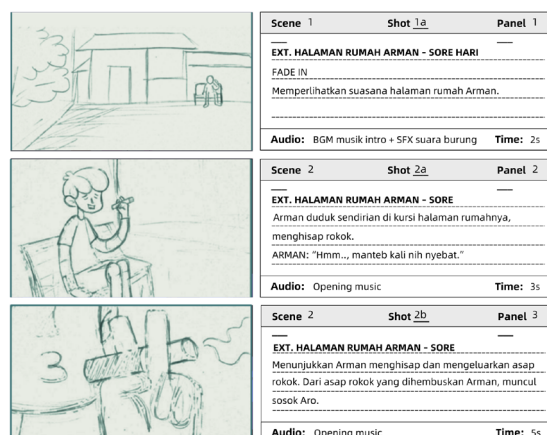 Scene 1 Shot 1a Panel 1
EXT. HALAMAN RUMAH ARMAN – SORE HARI
FADE IN
Memperlihatkan suasana halaman rumah Arman.
Audio: BGM musik intro + SFX suara burung Time: 2s
Scene 2 Shot 2a Panel 2
EXT. HALAMAN RUMAH ARMAN – SORE
Arman duduk sendirian di kursi halaman rumahnya,
menghisap rokok.
ARMAN: “Hmm.., manteb kali nih nyebat.”
Audio: Opening music Time: 3s
3
Scene 2 Shot 2b Panel 3
EXT. HALAMAN RUMAH ARMAN – SORE
Menunjukkan Arman menghisap dan mengeluarkan asap
rokok. Dari asap rokok yang dihembuskan Arman, muncul
sosok Aro.
Audio: Opening music Time: 5s